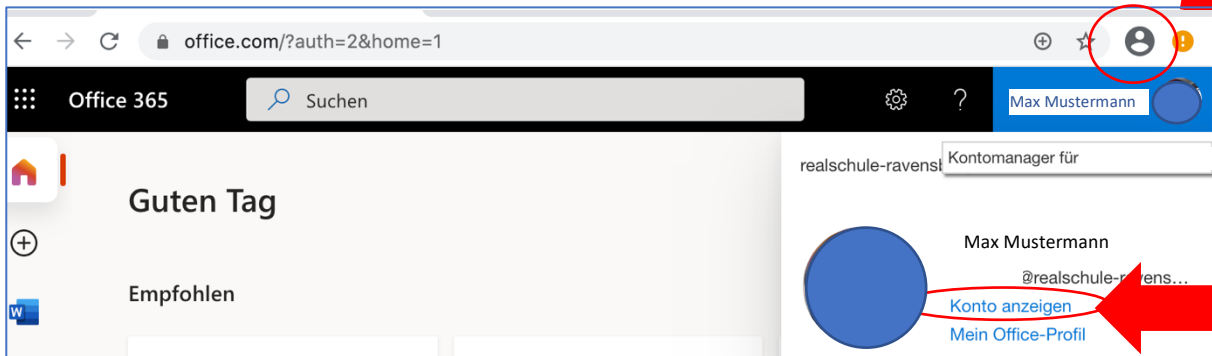 office.com/?auth=2&home=1
Office 365
Suchen
?
Max Mustermann
realschule-ravens
Kontomanager für
Guten Tag
Max Mustermann
@realschule-r vens...
Empfohlen
Konto anzeigen
W
Mein Office-Profil